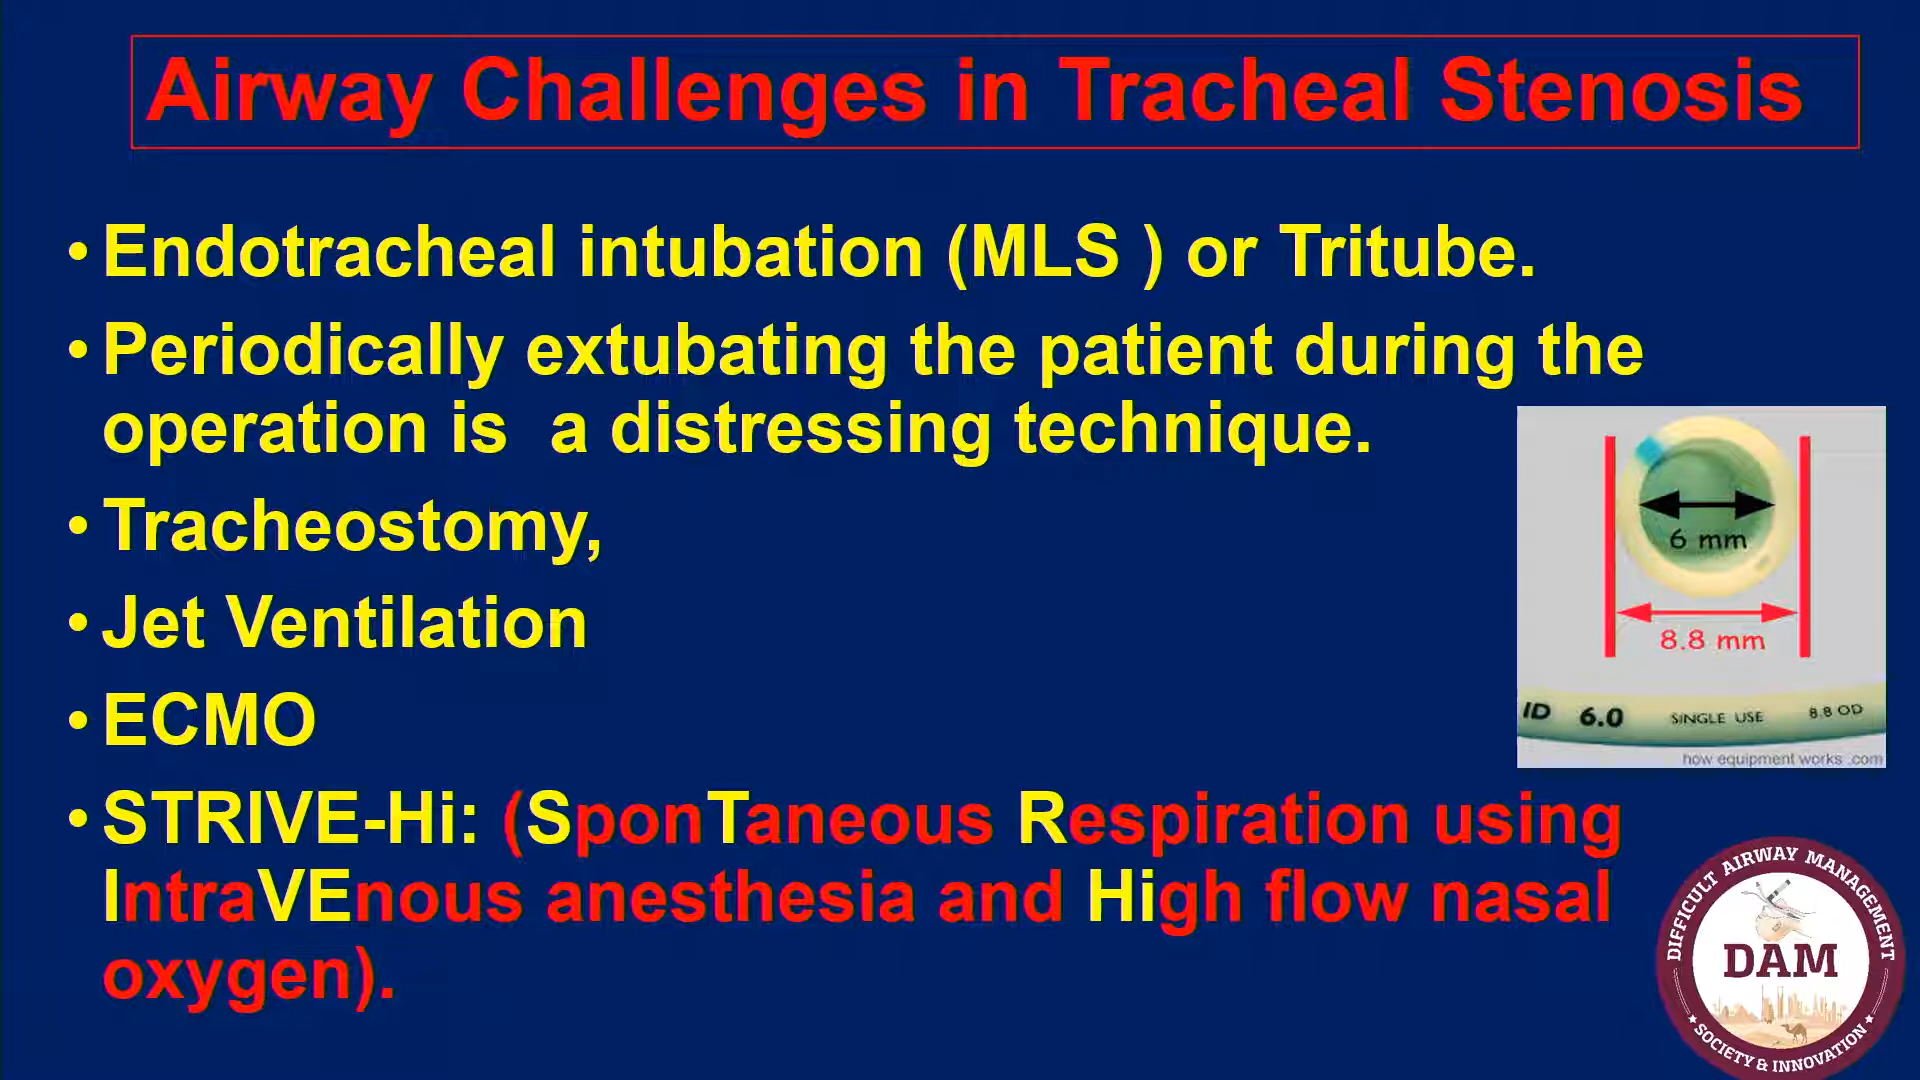 Airway Challenges in Tracheal Stenosis
• Endotracheal intubation (MLS ) or Tritube.
• Periodically extubating the patient during the
operation is  a distressing technique.
• Tracheostomy,
• Jet Ventilation
• ECMO
• STRIVE-Hi: (SponTaneous Respiration using
IntraVEnous anesthesia and High flow nasal
oxygen).
6 mm
8.8 mm
ID 6.0 SINGLE USE 8.8 OD
how equipment works .com
DIFFICULT AIRWAY MANAGEMENT
DAM
SOCIETY & INNOVATION